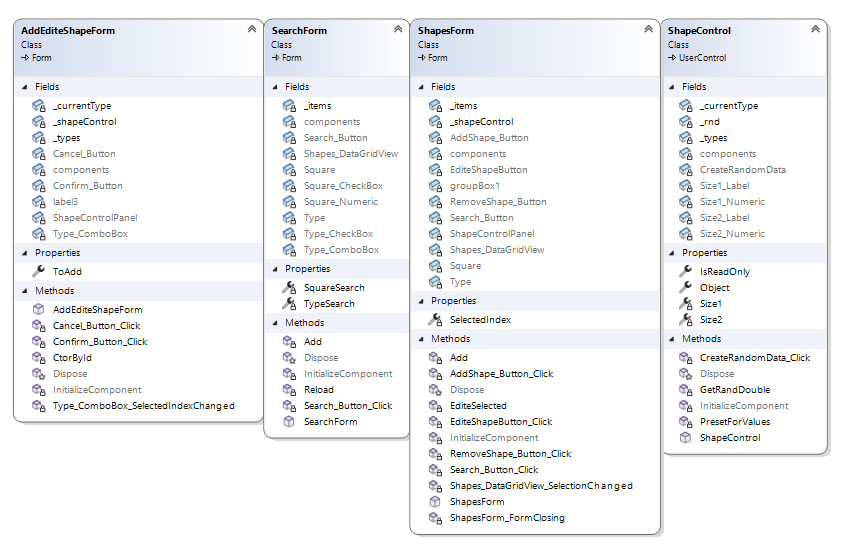 AddEditeShapeForm
Class
Form
Fields
_currentType
_shapeControl
_types
Cancel_Button
components
Confirm_Button
label3
ShapeControlPanel
Type_ComboBox
Properties
ToAdd
Methods
AddEditeShapeForm
Cancel_Button_Click
Confirm_Button_Click
CtorById
Dispose
InitializeComponent
Type_ComboBox_SelectedIndexChanged
SearchForm
Class
Form
Fields
_items
components
Search_Button
Shapes_DataGridView
Square
Square_CheckBox
Square_Numeric
Type
Type_CheckBox
Type_ComboBox
Properties
SquareSearch
TypeSearch
Methods
Add
Dispose
InitializeComponent
Reload
Search_Button_Click
SearchForm
ShapesForm
Class
Form
Fields
_items
_shapeControl
AddShape_Button
components
EditeShapeButton
groupBox1
RemoveShape_Button
Search_Button
ShapeControlPanel
Shapes_DataGridView
Square
Type
Properties
SelectedIndex
Methods
Add
AddShape_Button_Click
Dispose
EditeSelected
EditeShapeButton_Click
InitializeComponent
RemoveShape_Button_Click
Search_Button_Click
Shapes_DataGridView_SelectionChanged
ShapesForm
ShapesForm_FormClosing
ShapeControl
Class
UserControl
Fields
_currentType
_rnd
_types
components
CreateRandomData
Size1_Label
Size1_Numeric
Size2_Label
Size2_Numeric
Properties
IsReadOnly
Object
Size1
Size2
Methods
CreateRandomData_Click
Dispose
GetRandDouble
InitializeComponent
PresetForValues
ShapeControl